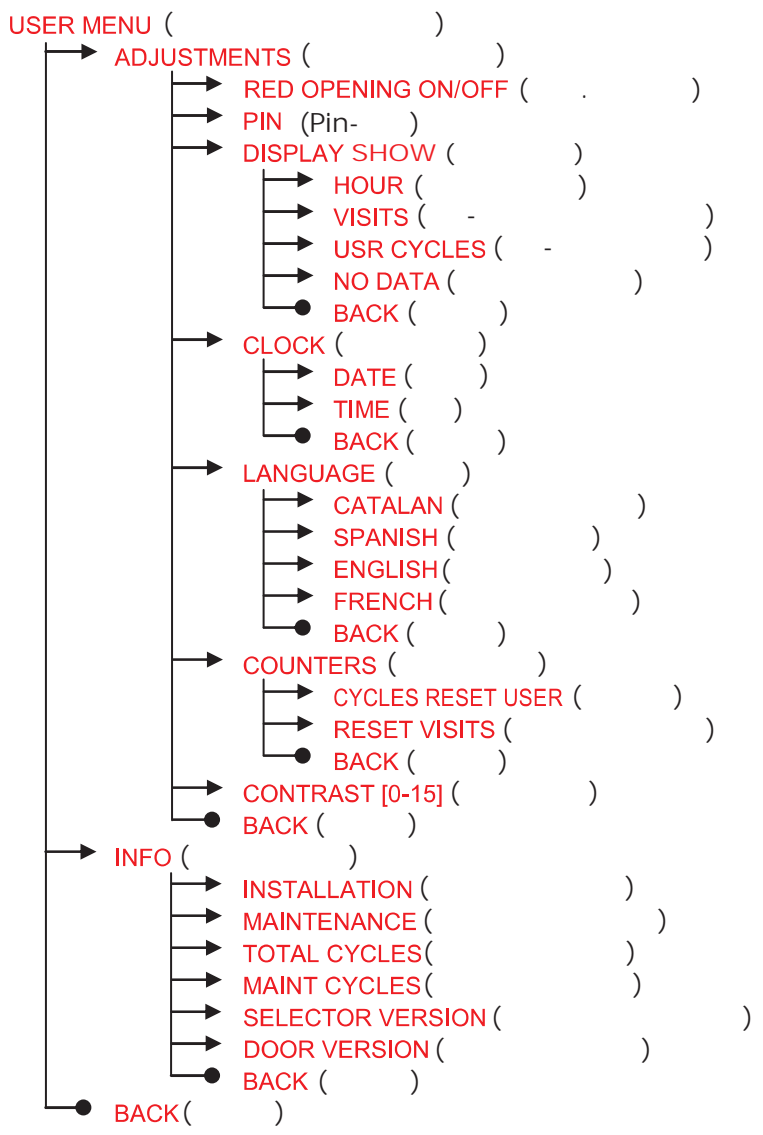 USER MENU ( )
ADJUSTMENTS ( )
RED OPENING ON/OFF ( . )
PIN (Pin- )
DISPLAY SHOW ( )
HOUR ( )
VISITS ( - )
USR CYCLES ( - )
NO DATA ( )
BACK ( )
CLOCK ( )
DATE ( )
TIME ( )
BACK ( )
LANGUAGE ( )
CATALAN ( )
SPANISH ( )
ENGLISH ( )
FRENCH ( )
BACK ( )
COUNTERS ( )
CYCLES RESET USER ( )
RESET VISITS ( )
BACK ( )
CONTRAST [0-15] ( )
BACK ( )
INFO ( )
INSTALLATION ( )
MAINTENANCE ( )
TOTAL CYCLES( )
MAINT CYCLES( )
SELECTOR VERSION ( )
DOOR VERSION ( )
BACK ( )
BACK( )